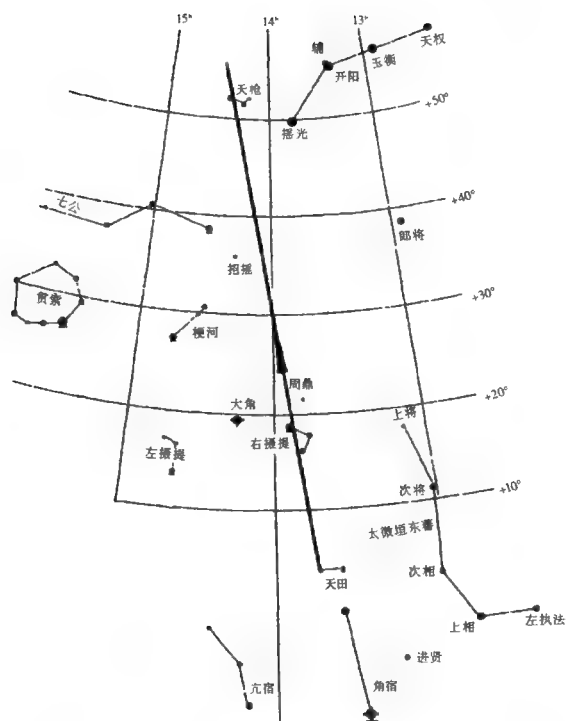 15ʰ
14ʰ
13ʰ
天权
辅
玉衡
开阳
天枪
+50°
摇光
七公
+40°
郎将
招摇
贯索
+30°
梗河
周鼎
大角
+20°
上将
右摄提
左摄提
次将
+10°
太微垣东蕃
天田
次相
上相
左执法
进贤
亢宿
角宿